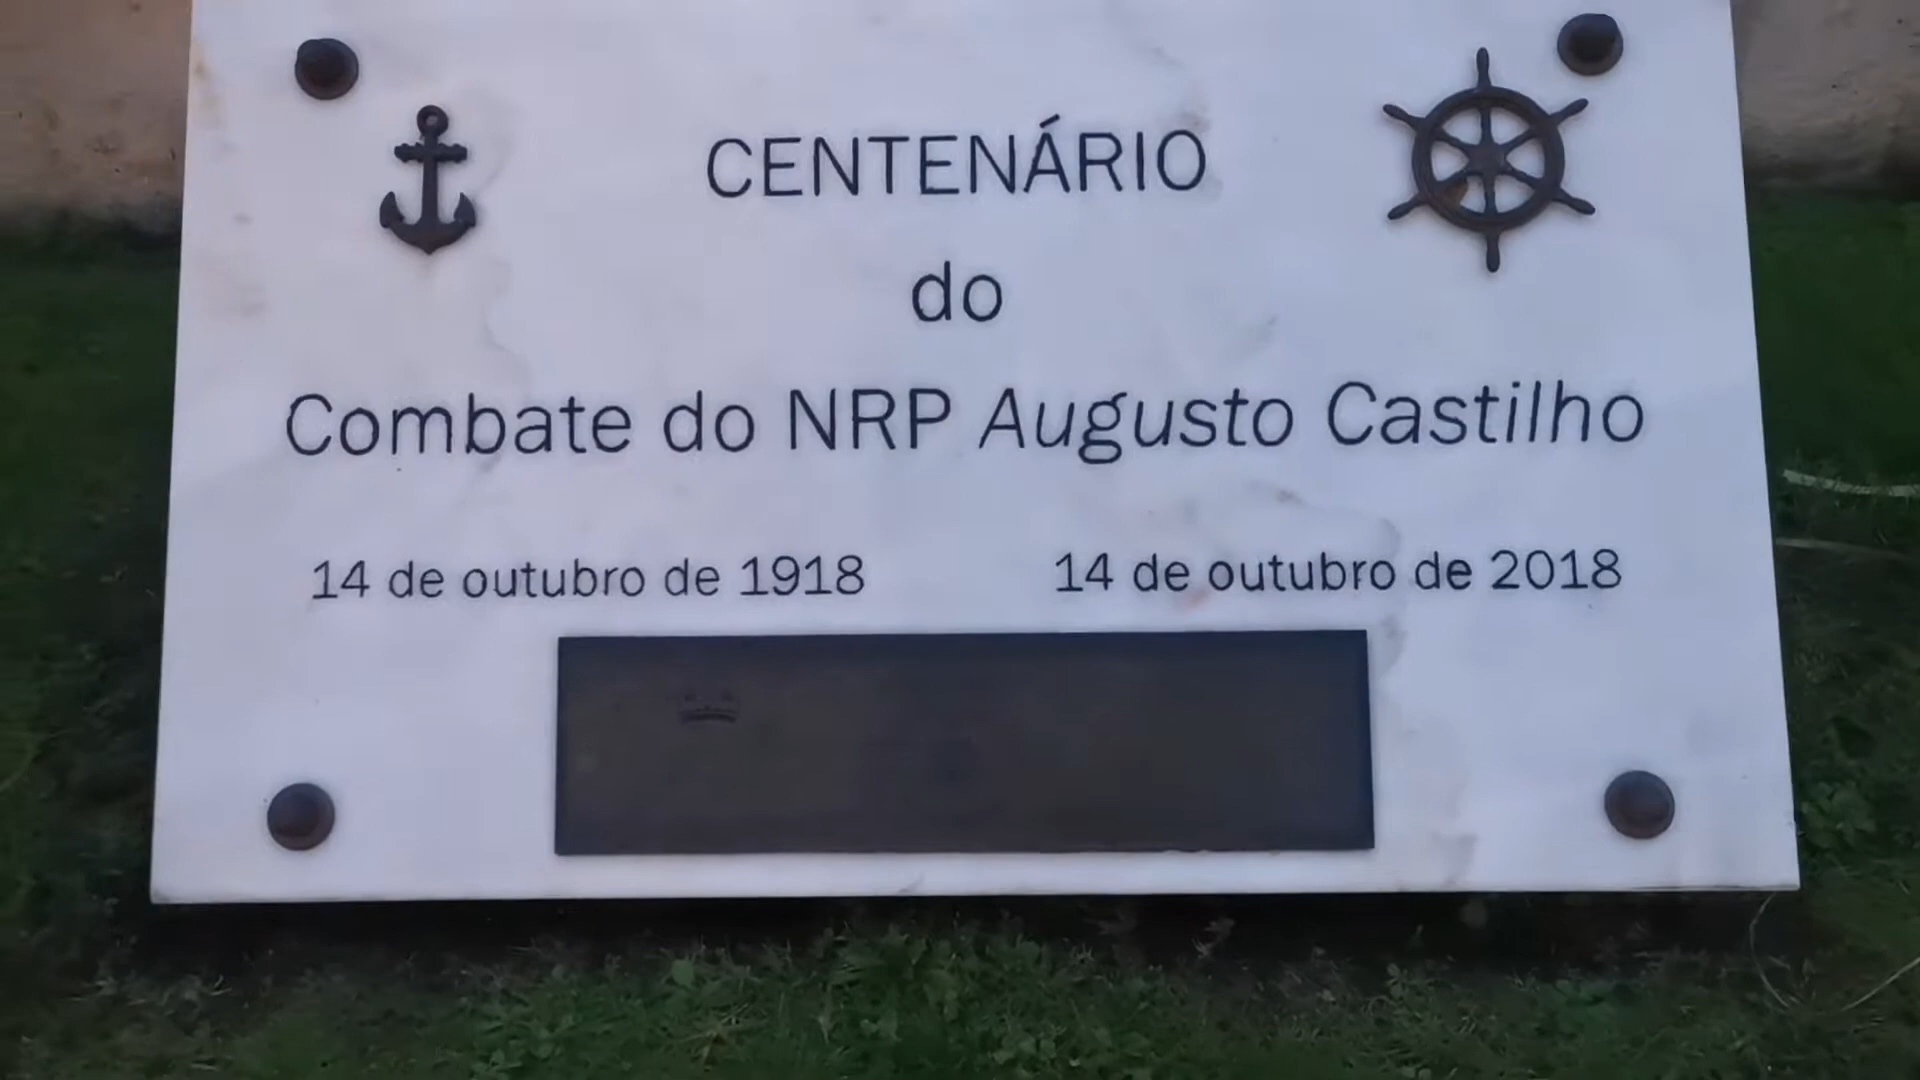 CENTENÁRIO
do
Combate do NRP Augusto Castilho
14 de outubro de 1918 14 de outubro de 2018